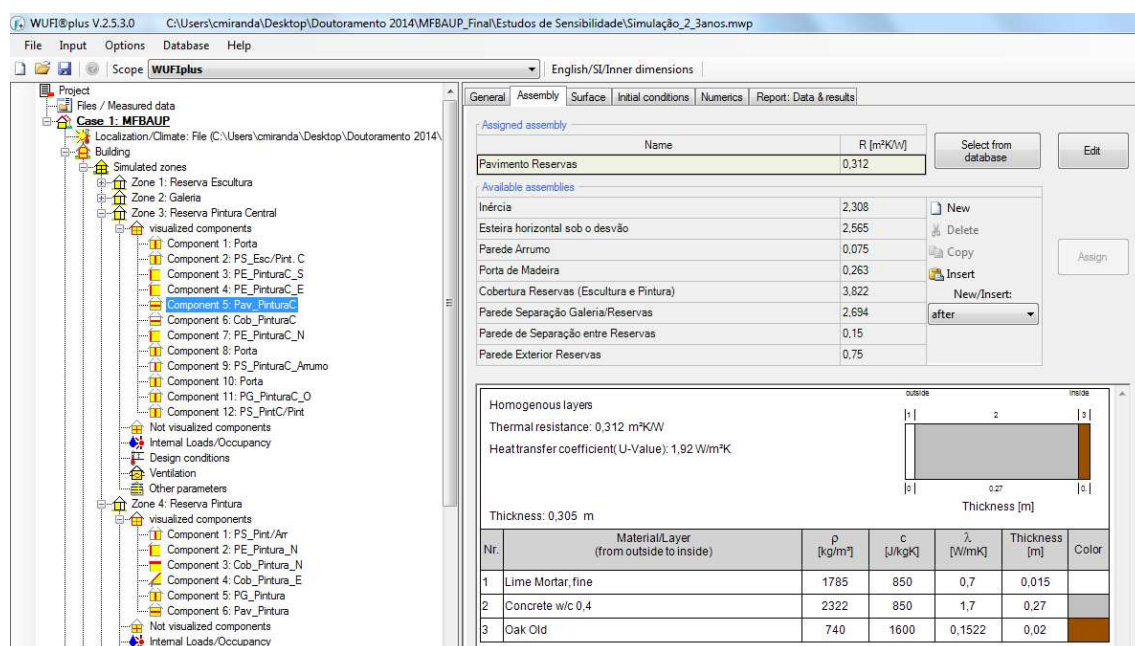 WUFI®plus V.2.5.3.0 C:\Users\cmiranda\Desktop\Doutoramento 2014\MFBAUP_Final\Estudos de Sensibilidade\Simulação_2_3anos.mwp
File Input Options Database Help
Scope WUFIplus English/SI/Inner dimensions
Project
Files / Measured data
Case 1: MFBAUP
Localization/Climate: File (C:\Users\cmiranda\Desktop\Doutoramento 2014\
Building
Simulated zones
Zone 1: Reserva Escultura
Zone 2: Galeria
Zone 3: Reserva Pintura Central
visualized components
Component 1: Porta
Component 2: PS_Esc/Pint. C
Component 3: PE_PinturaC_S
Component 4: PE_PinturaC_E
Component 5: Pav_PinturaC
Component 6: Cob_PinturaC
Component 7: PE_PinturaC_N
Component 8: Porta
Component 9: PS_PinturaC_Arrumo
Component 10: Porta
Component 11: PG_PinturaC_O
Component 12: PS_PintC/Pint
Not visualized components
Internal Loads/Occupancy
Design conditions
Ventilation
Other parameters
Zone 4: Reserva Pintura
visualized components
Component 1: PS_Pint/Arr
Component 2: PE_Pintura_N
Component 3: Cob_Pintura_N
Component 4: Cob_Pintura_E
Component 5: PG_Pintura
Component 6: Pav_Pintura
Not visualized components
Internal Loads/Occupancy
General Assembly Surface Initial conditions Numerics Report: Data & results
Assigned assembly
Name R [m²K/W] Select from database Edit
Pavimento Reservas 0,312
Available assemblies
Inércia 2,308 New
Esteira horizontal sob o desvão 2,565 Delete
Parede Arrumo 0,075 Copy Assign
Porta de Madeira 0,263 Insert
Cobertura Reservas (Escultura e Pintura) 3,822 New/Insert:
Parede Separação Galeria/Reservas 2,694 after
Parede de Separação entre Reservas 0,15
Parede Exterior Reservas 0,75
outside inside
Homogenous layers 1 2 3
Thermal resistance: 0,312 m²K/W
Heattransfer coefficient( U-Value): 1,92 W/m²K
0 0.27 0.
Thickness [m]
Thickness: 0,305 m
Nr. Material/Layer (from outside to inside) ρ [kg/m³] c [J/kgK] λ [W/mK] Thickness [m] Color
1 Lime Mortar, fine 1785 850 0,7 0,015
2 Concrete w/c 0,4 2322 850 1,7 0,27
3 Oak Old 740 1600 0,1522 0,02